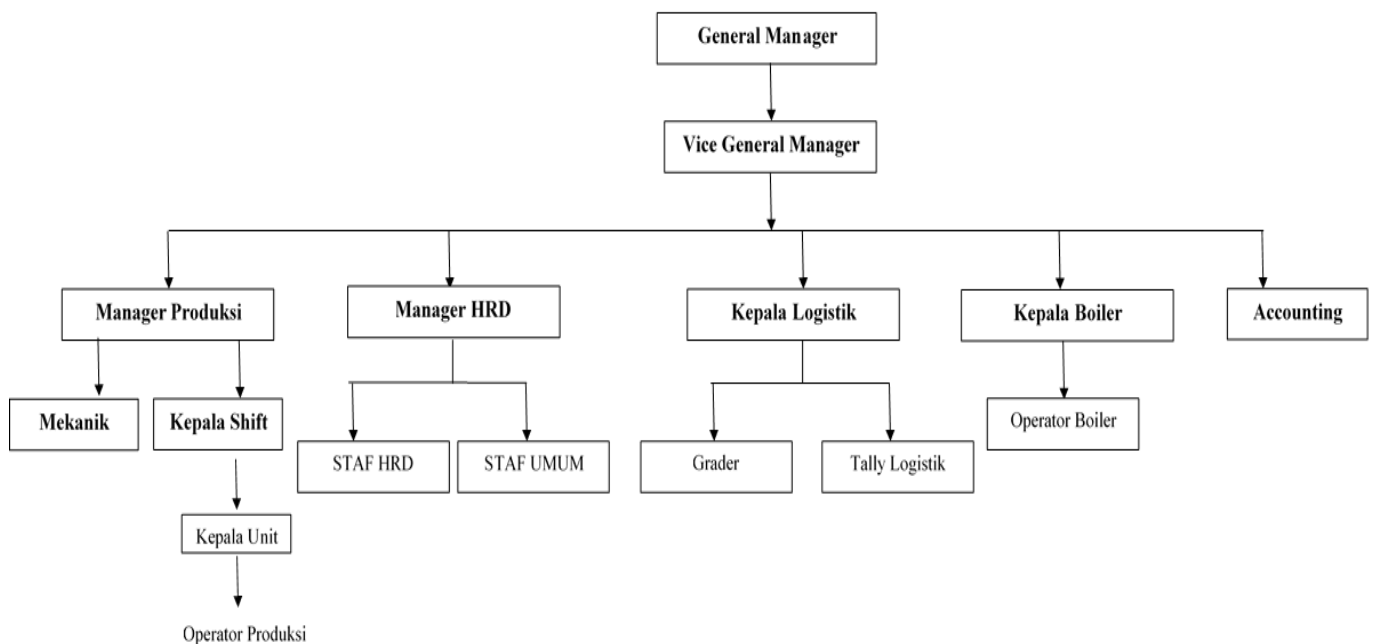 General Manager
Vice General Manager
Manager Produksi
Manager HRD
Kepala Logistik
Kepala Boiler
Accounting
Mekanik
Kepala Shift
Operator Boiler
STAF HRD
STAF UMUM
Grader
Tally Logistik
Kepala Unit
Operator Produksi